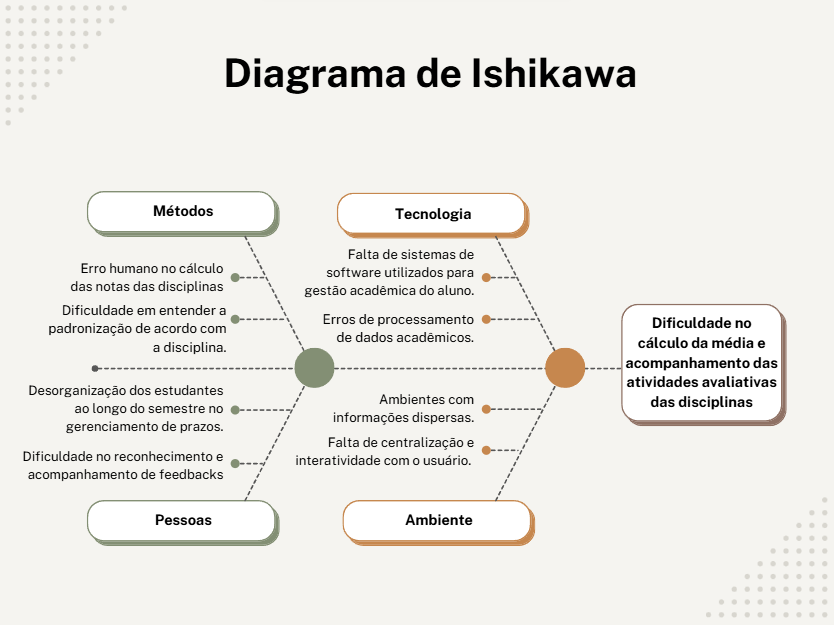 Diagrama de Ishikawa
Métodos
Erro humano no cálculo
das notas das disciplinas
Dificuldade em entender a
padronização de acordo com
a disciplina.
Tecnologia
Falta de sistemas de
software utilizados para
gestão acadêmica do aluno.
Erros de processamento
de dados acadêmicos.
Dificuldade no
cálculo da média e
acompanhamento das
atividades avaliativas
das disciplinas
Desorganização dos estudantes
ao longo do semestre no
gerenciamento de prazos.
Dificuldade no reconhecimento e
acompanhamento de feedbacks
Pessoas
Ambientes com
informações dispersas.
Falta de centralização e
interatividade com o usuário.
Ambiente